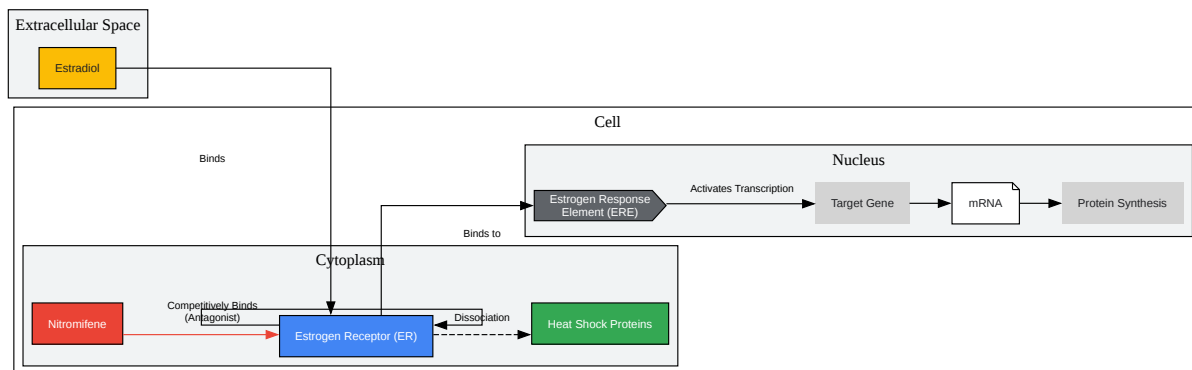 Extracellular Space
Estradiol
Cell
Binds
Nucleus
Estrogen Response
Element (ERE)
Activates Transcription
Target Gene
mRNA
Protein Synthesis
Binds to
Cytoplasm
Nitromifene
Competitively Binds
(Antagonist)
Estrogen Receptor (ER)
Dissociation
Heat Shock Proteins